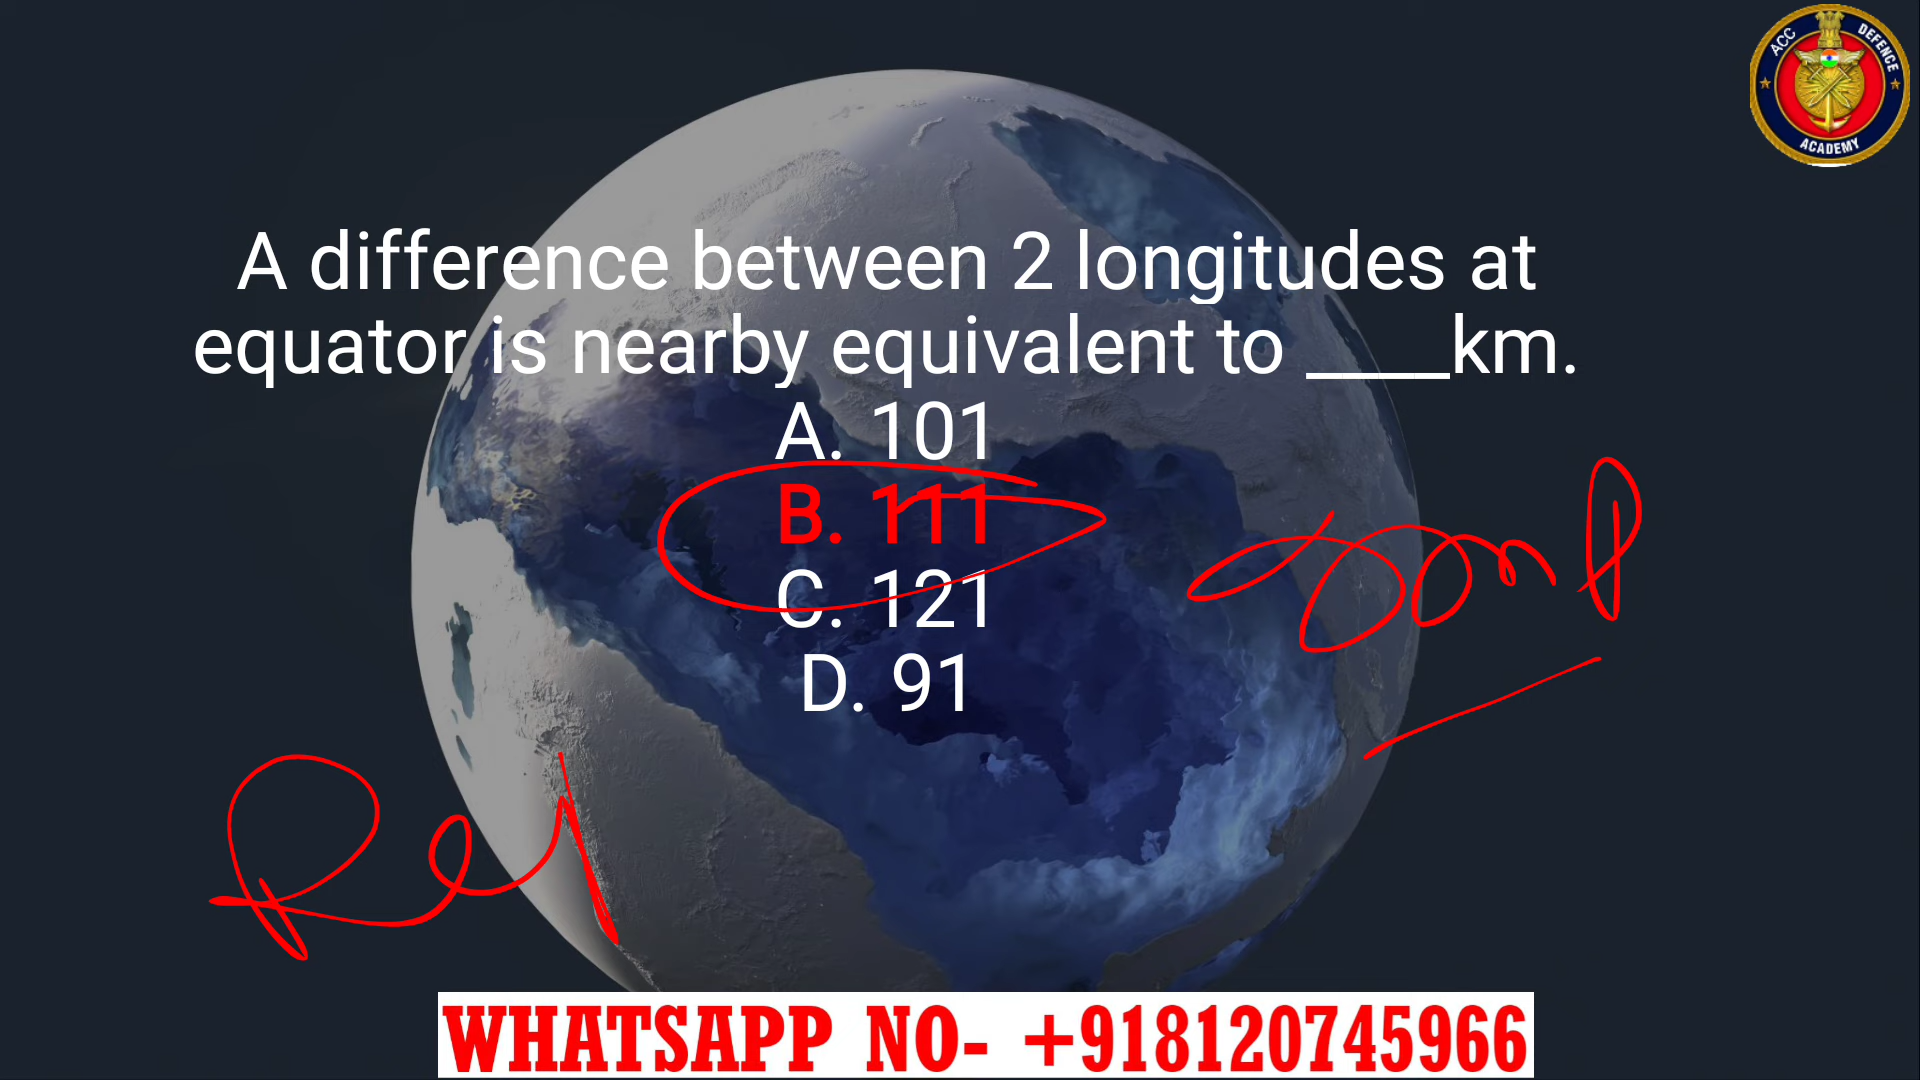 ACC DEFENCE
ACADEMY
A difference between 2 longitudes at
equator is nearby equivalent to ____km.
A. 101
B. 111
C. 121
D. 91
WHATSAPP NO- +918120745966